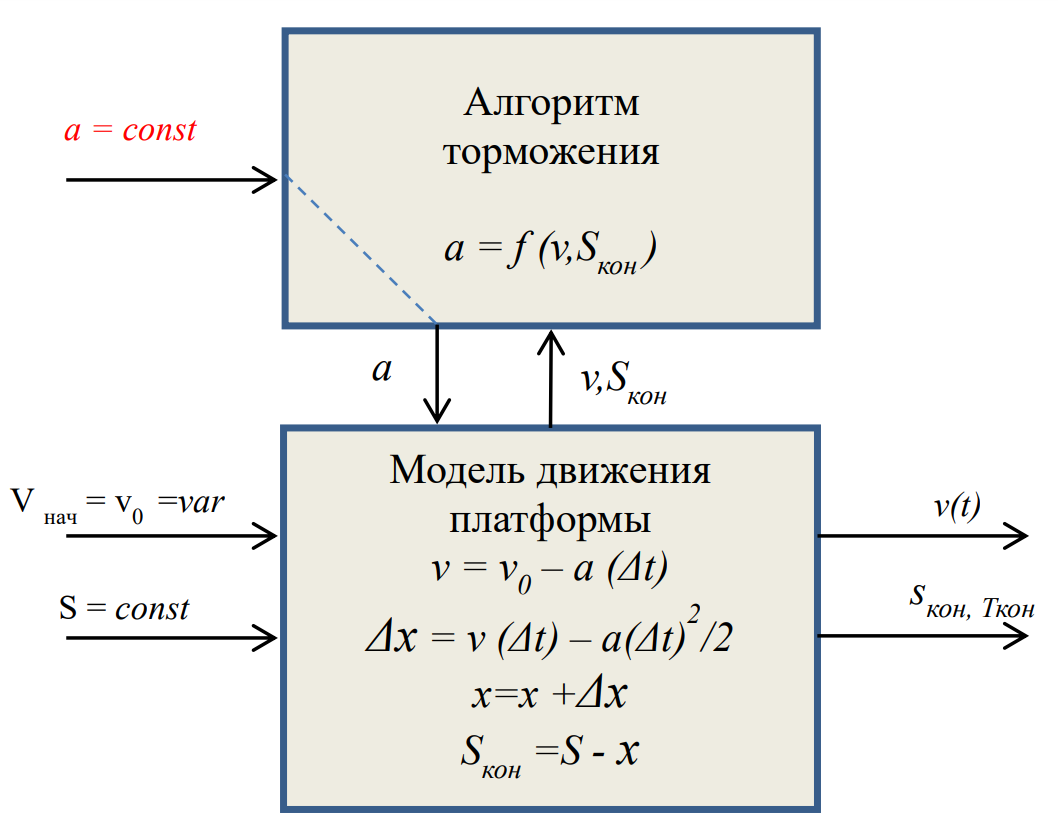 a = const
Алгоритм
торможения
a = f (v,Sкон )
a
v,Sкон
Vнач = v0 =var
S = const
Модель движения
платформы
v = v0 – a (Δt)
Δx = v (Δt) – a(Δt)2/2
x=x +Δx
Sкон =S - x
v(t)
sкон, Ткон